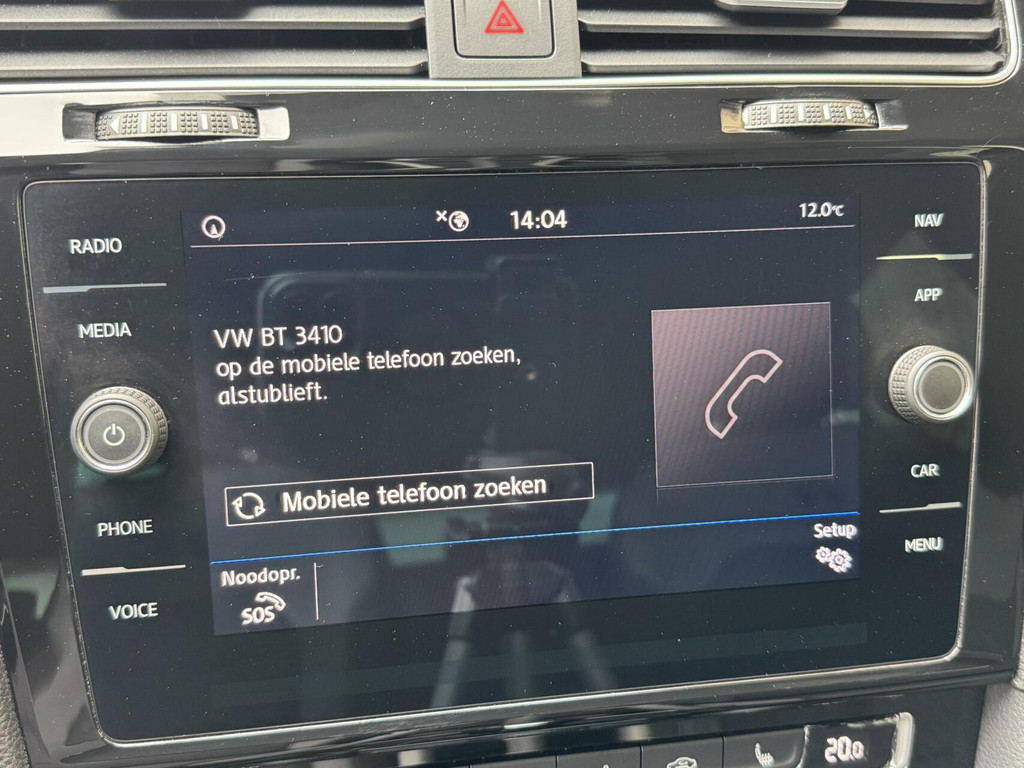 14:04
12.0°C
RADIO
MEDIA
PHONE
VOICE
VW BT 3410
op de mobiele telefoon zoeken,
alstublieft.
Mobiele telefoon zoeken
Noodopr.
SOS
Setup
NAV
APP
CAR
MENU
20.0